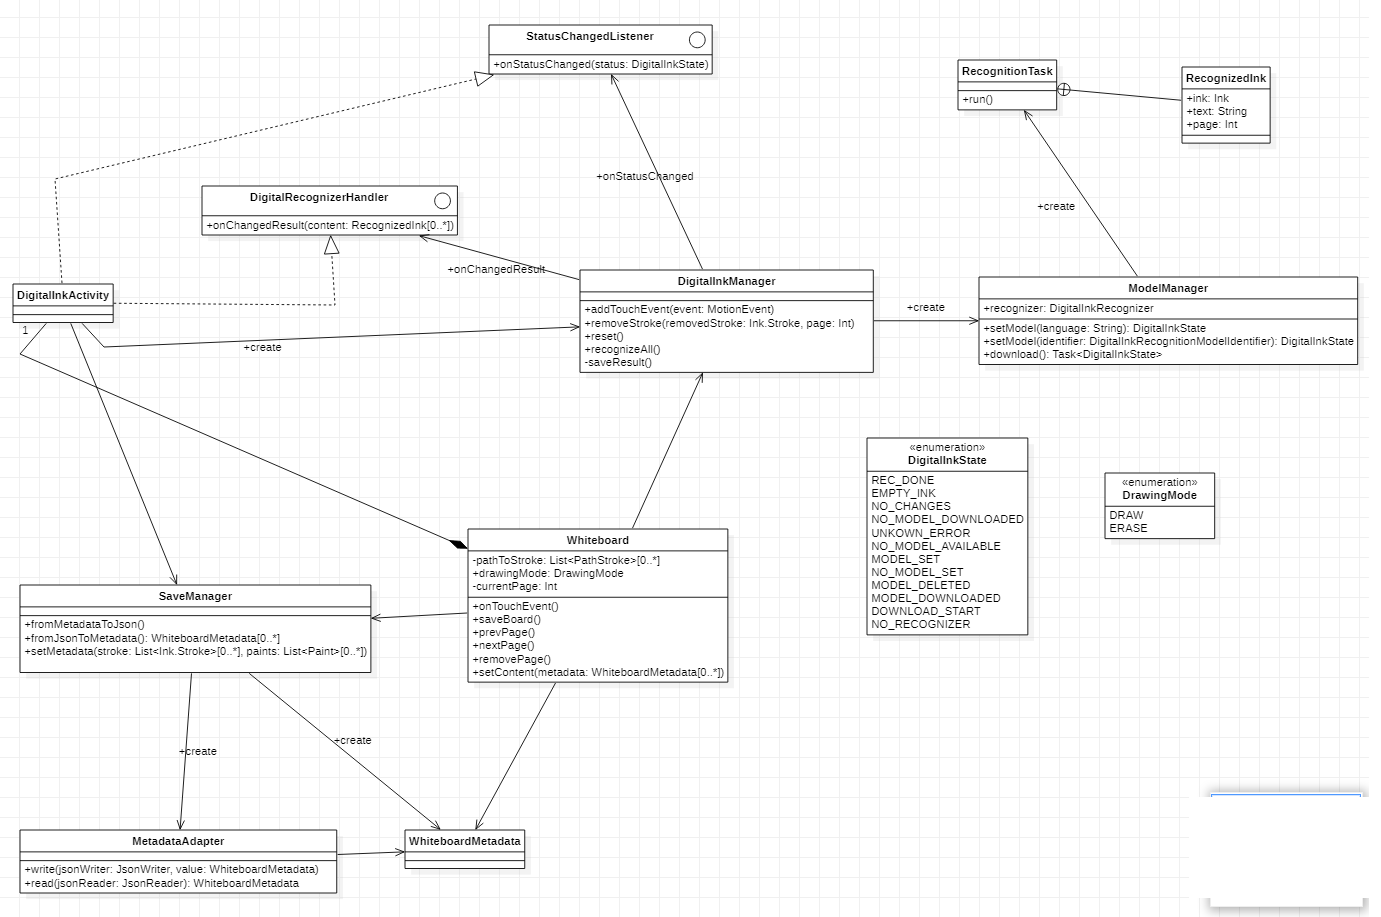 StatusChangedListener
+onStatusChanged(status: DigitalInkState)
RecognitionTask
+run()
RecognizedInk
+ink: Ink
+text: String
+page: Int
+onStatusChanged
DigitalRecognizerHandler
+onChangedResult(content: RecognizedInk[0..*])
+create
+onChangedResult
DigitalInkActivity
1
+create
DigitalInkManager
+addTouchEvent(event: MotionEvent)
+removeStroke(removedStroke: Ink.Stroke, page: Int)
+reset()
+recognizeAll()
-saveResult()
+create
ModelManager
+recognizer: DigitalInkRecognizer
+setModel(language: String): DigitalInkState
+setModel(identifier: DigitalInkRecognitionModelIdentifier): DigitalInkState
+download(): Task<DigitalInkState>
«enumeration»
DigitalInkState
REC_DONE
EMPTY_INK
NO_CHANGES
NO_MODEL_DOWNLOADED
UNKOWN_ERROR
NO_MODEL_AVAILABLE
MODEL_SET
NO_MODEL_SET
MODEL_DELETED
MODEL_DOWNLOADED
DOWNLOAD_START
NO_RECOGNIZER
«enumeration»
DrawingMode
DRAW
ERASE
Whiteboard
-pathToStroke: List<PathStroke>[0..*]
+drawingMode: DrawingMode
-currentPage: Int
+onTouchEvent()
+saveBoard()
+prevPage()
+nextPage()
+removePage()
+setContent(metadata: WhiteboardMetadata[0..*])
SaveManager
+fromMetadataToJson()
+fromJsonToMetadata(): WhiteboardMetadata[0..*]
+setMetadata(stroke: List<Ink.Stroke>[0..*], paints: List<Paint>[0..*])
+create
+create
MetadataAdapter
+write(jsonWriter: JsonWriter, value: WhiteboardMetadata)
+read(jsonReader: JsonReader): WhiteboardMetadata
WhiteboardMetadata